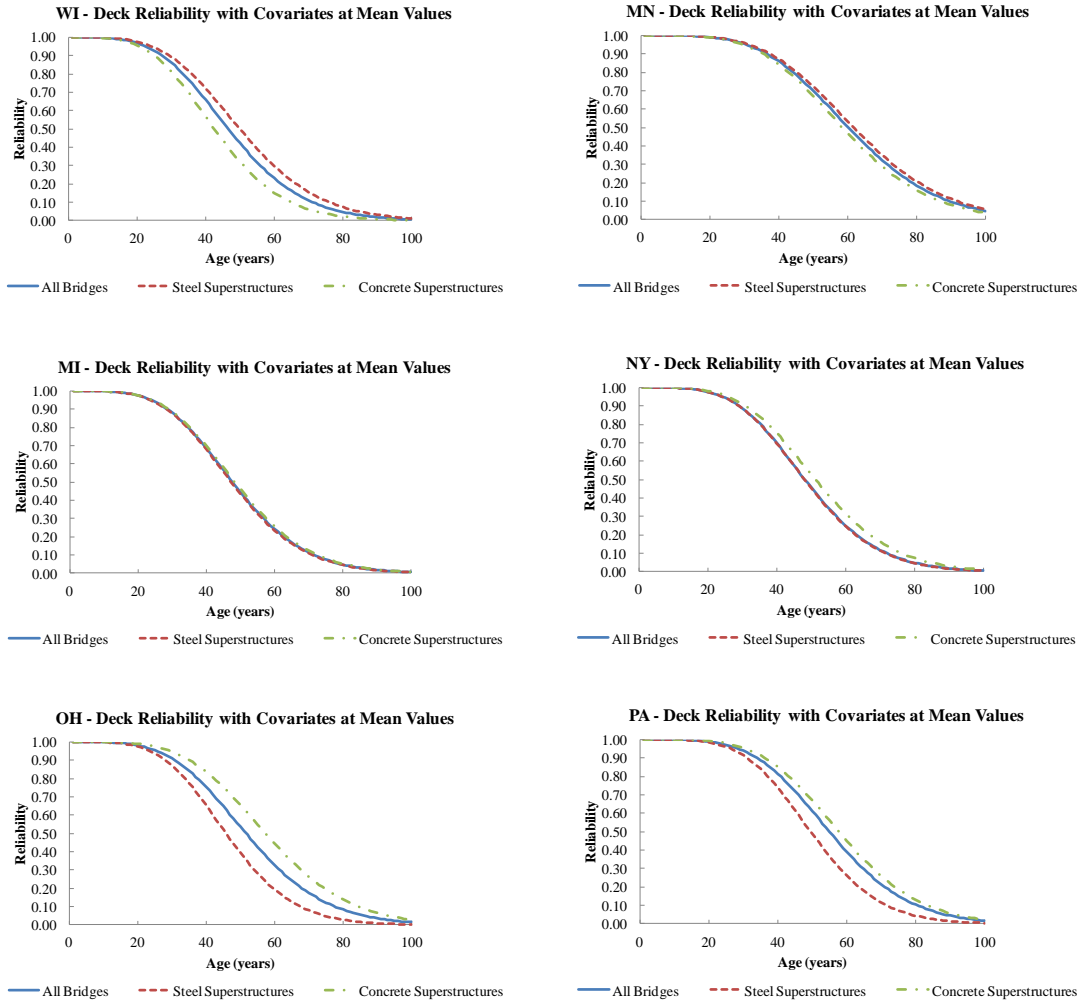 WI - Deck Reliability with Covariates at Mean Values
1.00
0.90
0.80
0.70
0.60
0.50
0.40
0.30
0.20
0.10
0.00
Reliability
0 20 40 60 80 100
Age (years)
All Bridges Steel Superstructures Concrete Superstructures
MN - Deck Reliability with Covariates at Mean Values
1.00
0.90
0.80
0.70
0.60
0.50
0.40
0.30
0.20
0.10
0.00
Reliability
0 20 40 60 80 100
Age (years)
All Bridges Steel Superstructures Concrete Superstructures
MI - Deck Reliability with Covariates at Mean Values
1.00
0.90
0.80
0.70
0.60
0.50
0.40
0.30
0.20
0.10
0.00
Reliability
0 20 40 60 80 100
Age (years)
All Bridges Steel Superstructures Concrete Superstructures
NY - Deck Reliability with Covariates at Mean Values
1.00
0.90
0.80
0.70
0.60
0.50
0.40
0.30
0.20
0.10
0.00
Reliability
0 20 40 60 80 100
Age (years)
All Bridges Steel Superstructures Concrete Superstructures
OH - Deck Reliability with Covariates at Mean Values
1.00
0.90
0.80
0.70
0.60
0.50
0.40
0.30
0.20
0.10
0.00
Reliability
0 20 40 60 80 100
Age (years)
All Bridges Steel Superstructures Concrete Superstructures
PA - Deck Reliability with Covariates at Mean Values
1.00
0.90
0.80
0.70
0.60
0.50
0.40
0.30
0.20
0.10
0.00
Reliability
0 20 40 60 80 100
Age (years)
All Bridges Steel Superstructures Concrete Superstructures